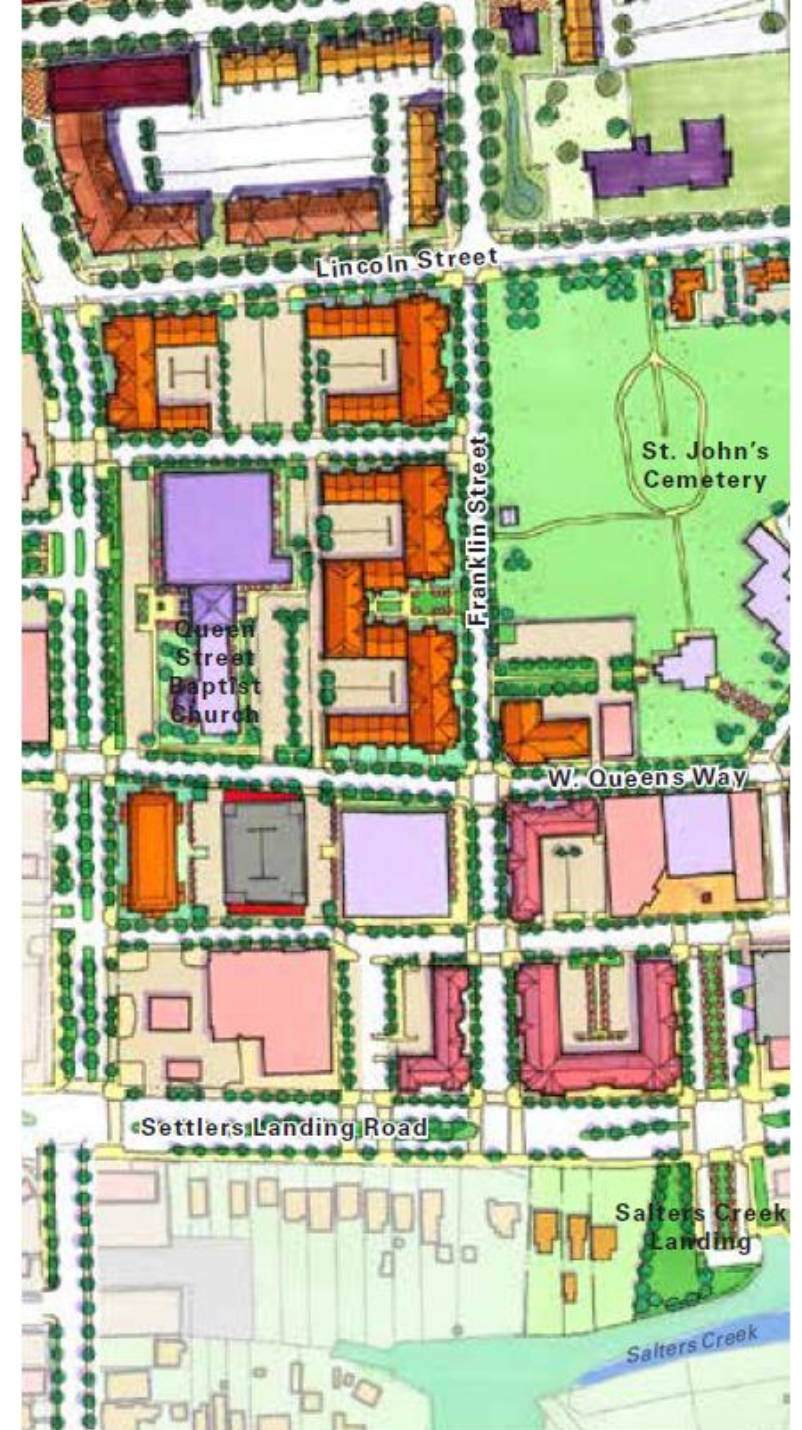 Lincoln Street
St. John's
Cemetery
Franklin Street
Queen
Street
Baptist
Church
W. Queens Way
Settlers Landing Road
Salters Creek
Landing
Salters Creek